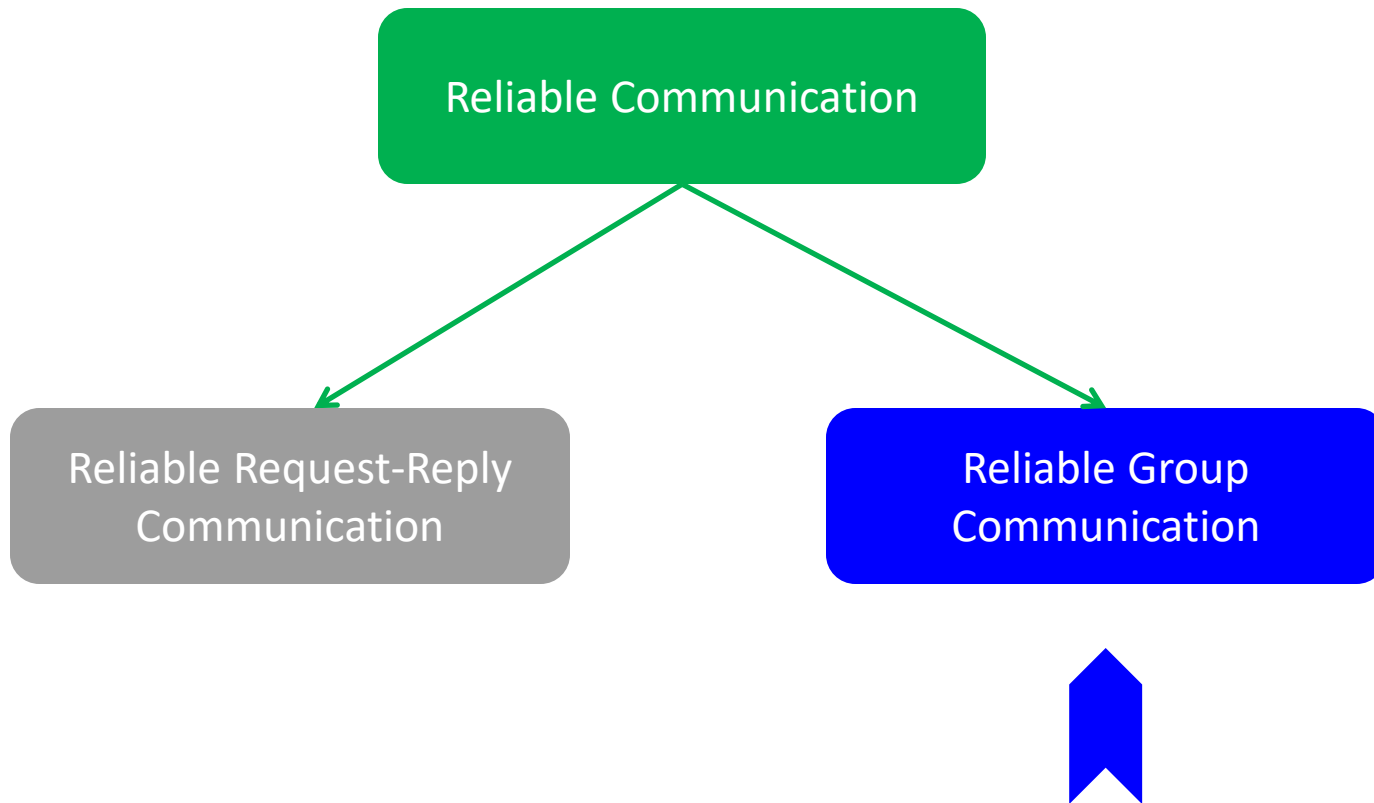 Reliable Communication
Reliable Request-Reply
Communication
Reliable Group
Communication